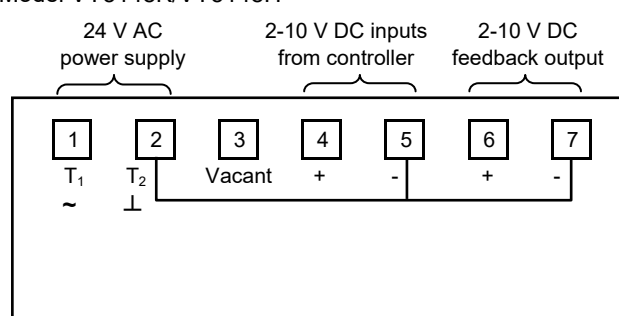 24 V AC 2-10 V DC inputs 2-10 V DC
power supply from controller feedback output
1 2 3 4 5 6 7
T₁ T₂ Vacant + - + -
~ ⊥